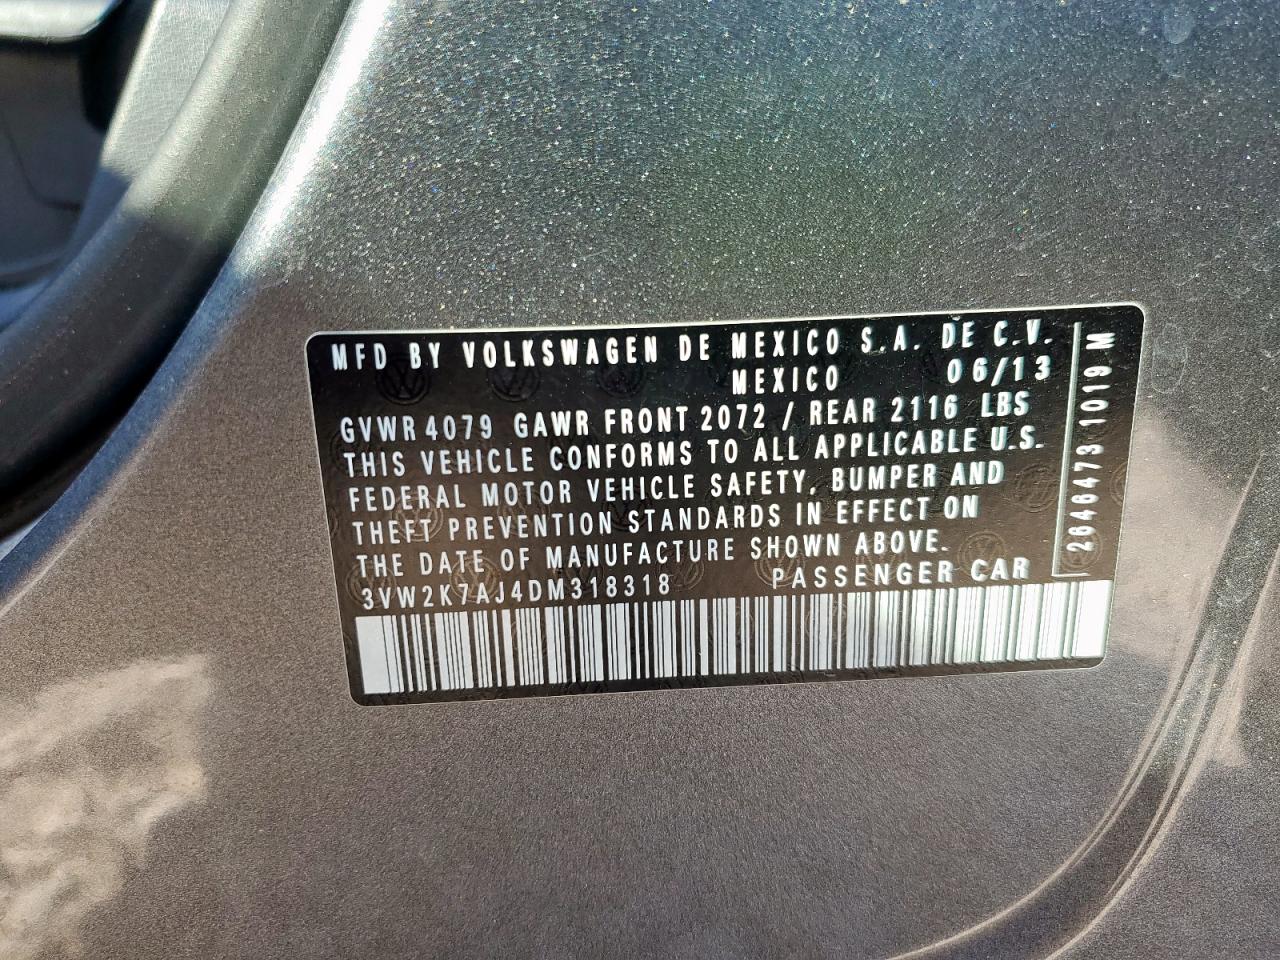 MFD BY VOLKSWAGEN DE MEXICO S.A. DE C.V.
MEXICO 06/13
GVWR 4079 GAWR FRONT 2072 / REAR 2116 LBS
THIS VEHICLE CONFORMS TO ALL APPLICABLE U.S.
FEDERAL MOTOR VEHICLE SAFETY, BUMPER AND
THEFT PREVENTION STANDARDS IN EFFECT ON
THE DATE OF MANUFACTURE SHOWN ABOVE.
3VW2K7AJ4DM318318 PASSENGER CAR
26464731019 M